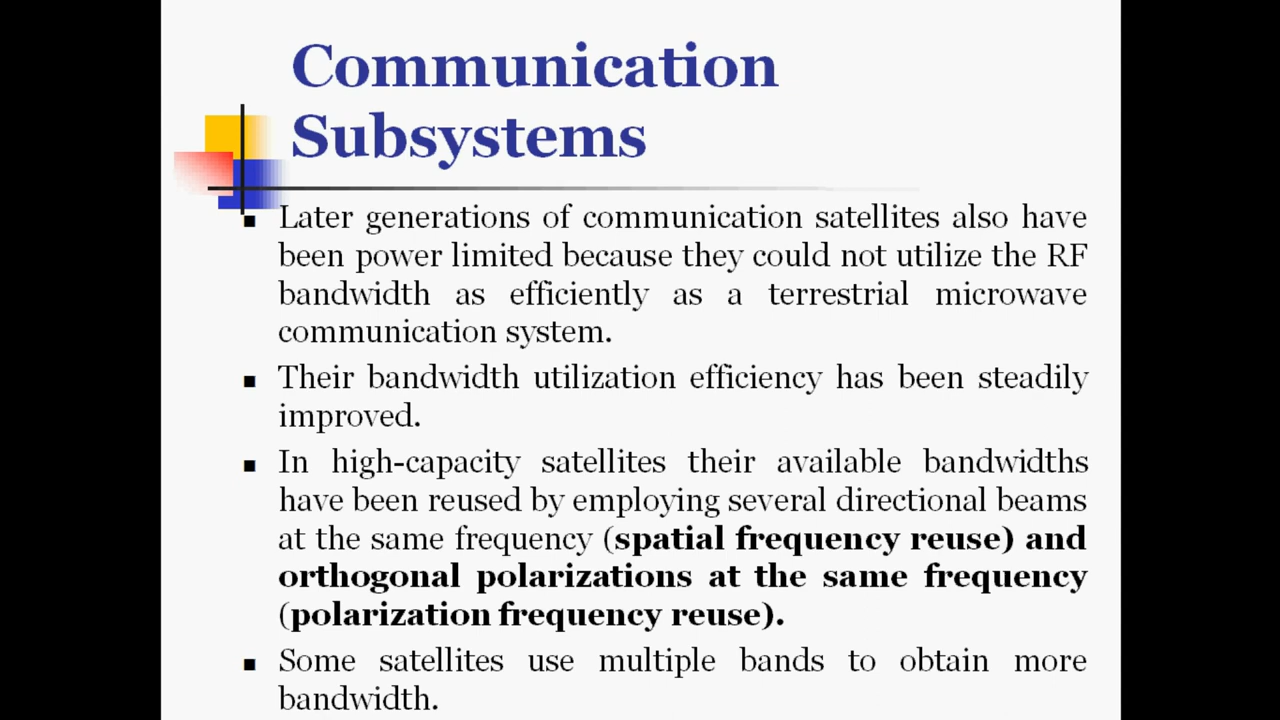 Communication
Subsystems
▪ Later generations of communication satellites also have
been power limited because they could not utilize the RF
bandwidth as efficiently as a terrestrial microwave
communication system.
▪ Their bandwidth utilization efficiency has been steadily
improved.
▪ In high-capacity satellites their available bandwidths
have been reused by employing several directional beams
at the same frequency (spatial frequency reuse) and
orthogonal polarizations at the same frequency
(polarization frequency reuse).
▪ Some satellites use multiple bands to obtain more
bandwidth.